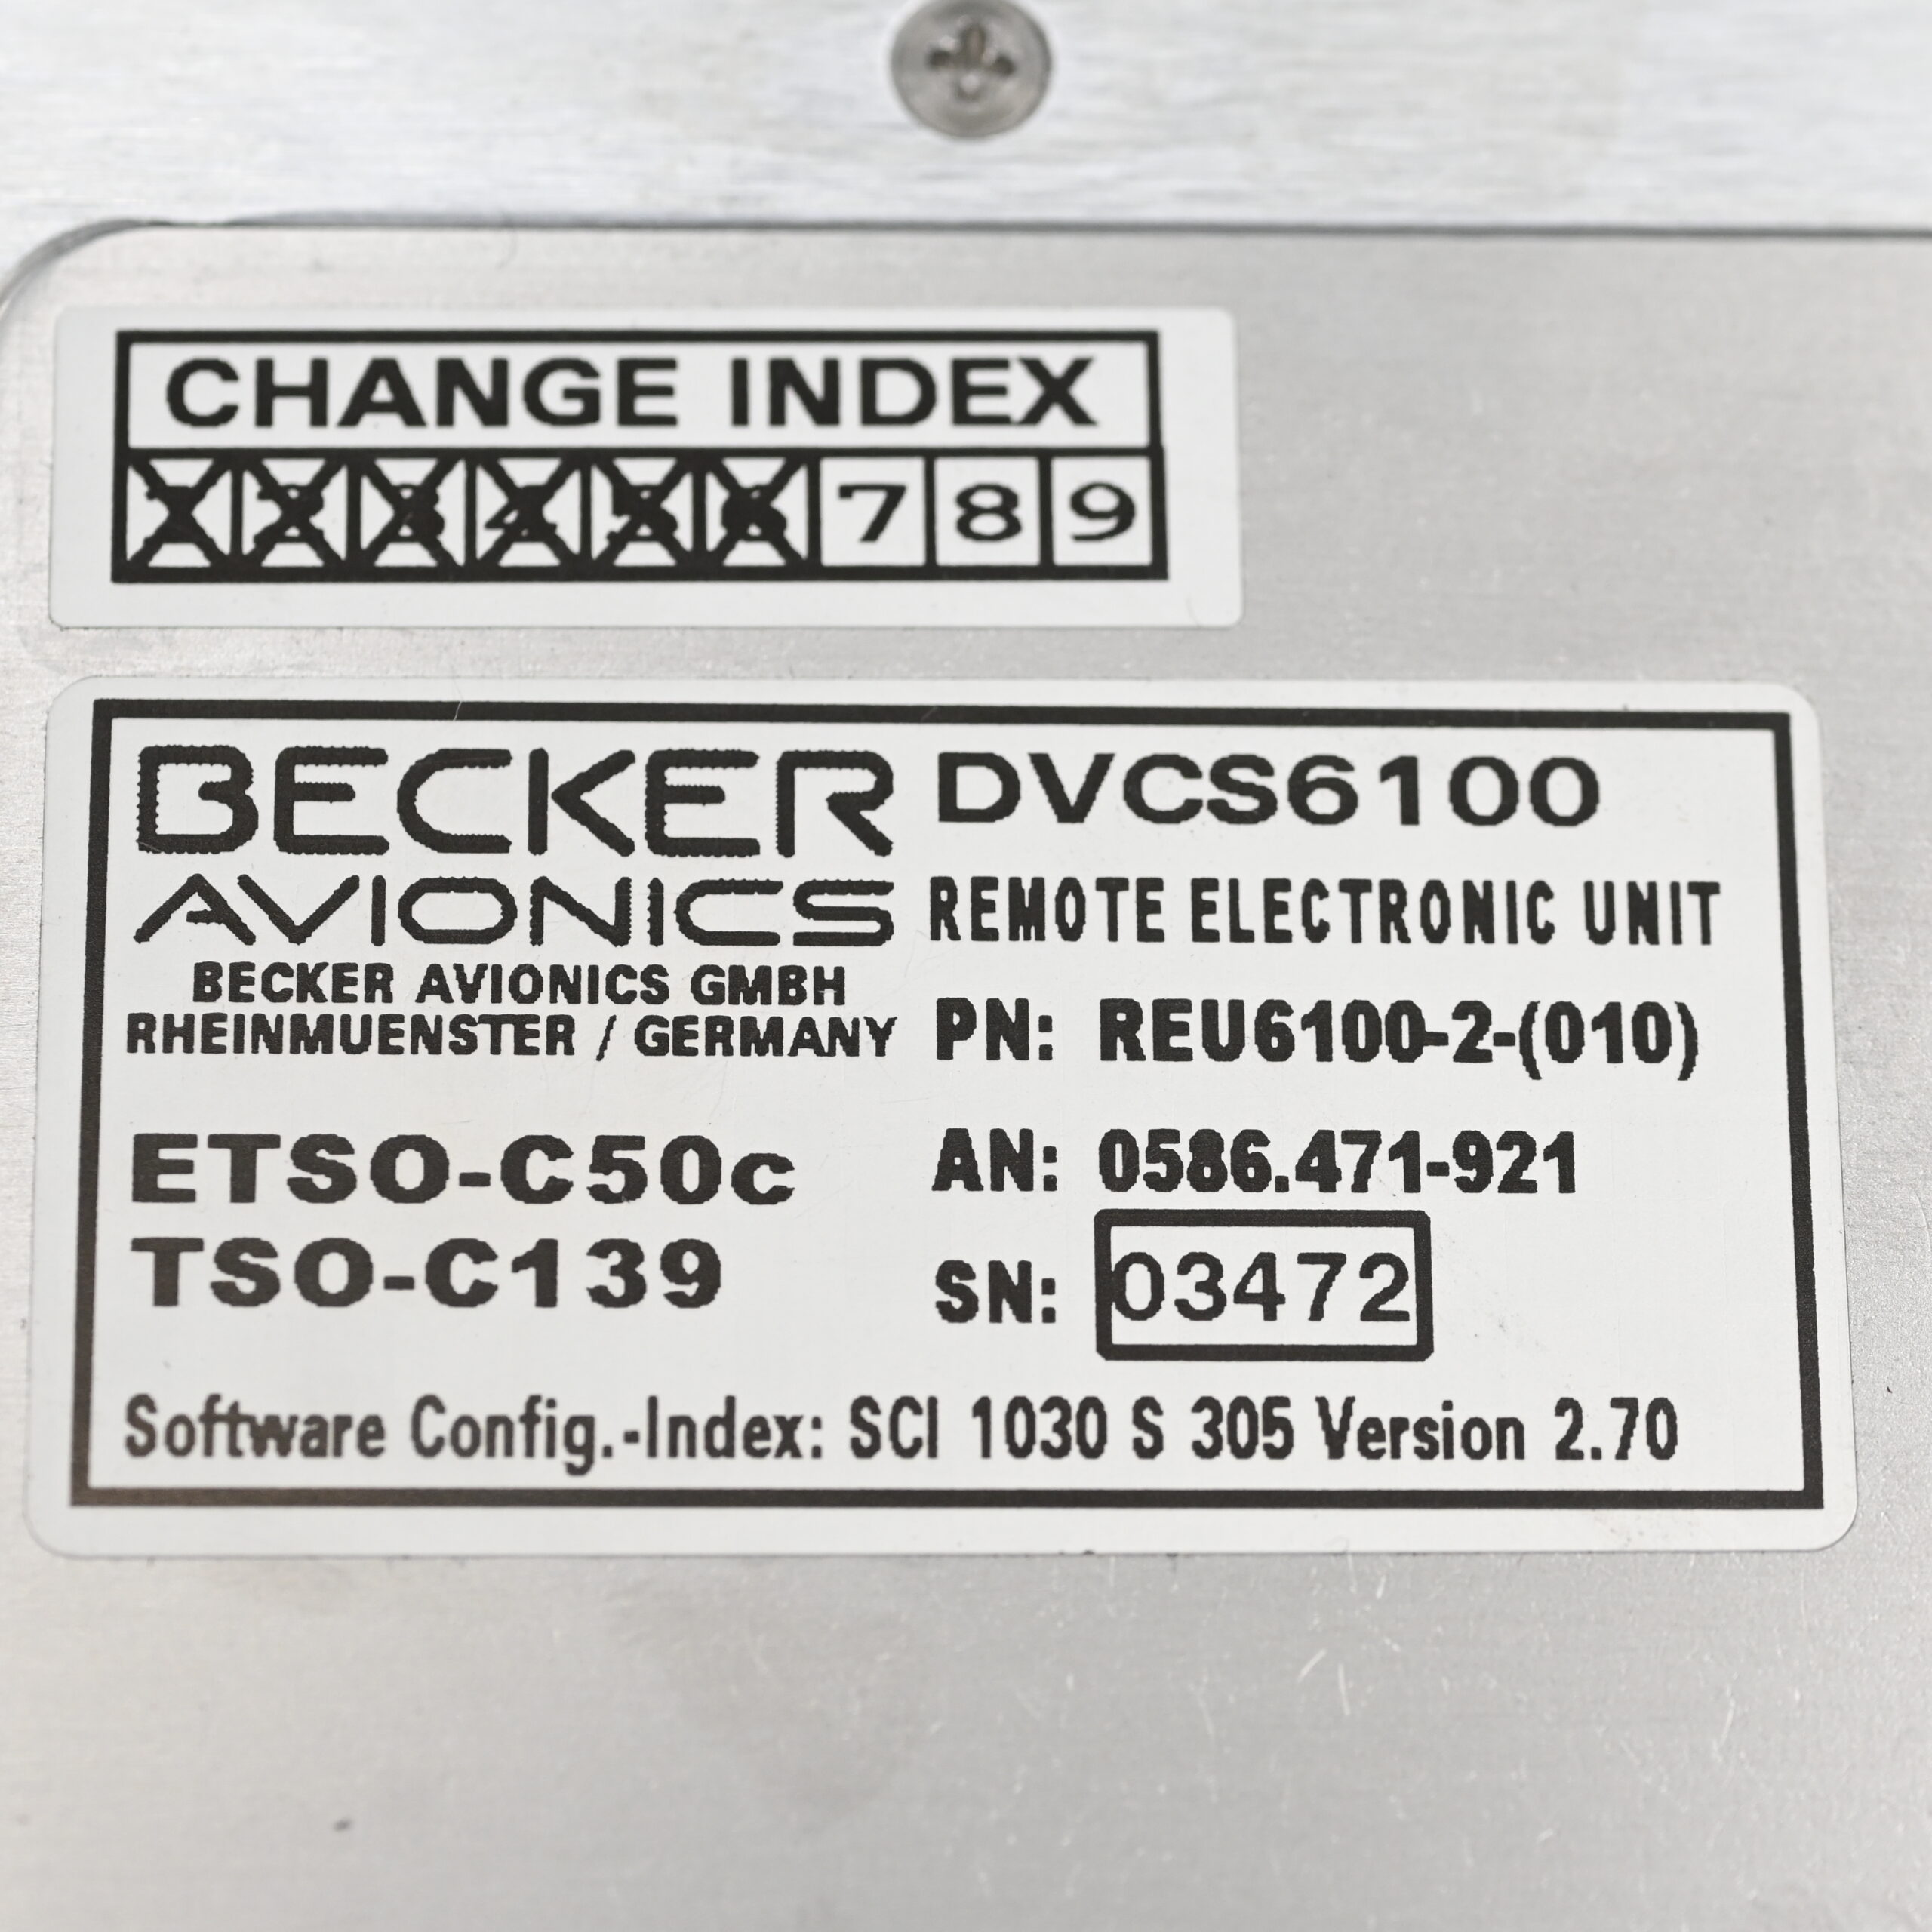 CHANGE INDEX
1 2 3 4 5 6 7 8 9
BECKER
AVIONICS
BECKER AVIONICS GMBH
RHEINMUENSTER / GERMANY
ETSO-C50c
TSO-C139
DVCS6100
REMOTE ELECTRONIC UNIT
PN: REU6100-2-(010)
AN: 0586.471-921
SN: 03472
Software Config.-Index: SCI 1030 S 305 Version 2.70